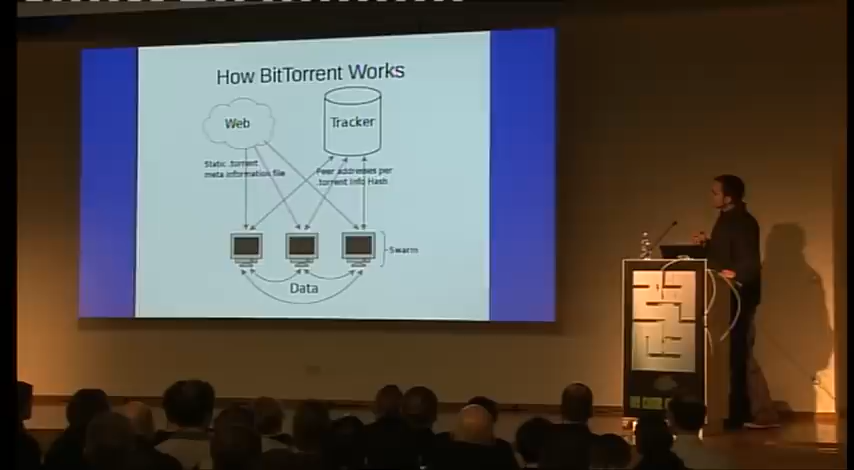 How BitTorrent Works
Web
Tracker
Static .torrent
meta information file
Peer addresses per
.torrent Info Hash
Swarm
Data